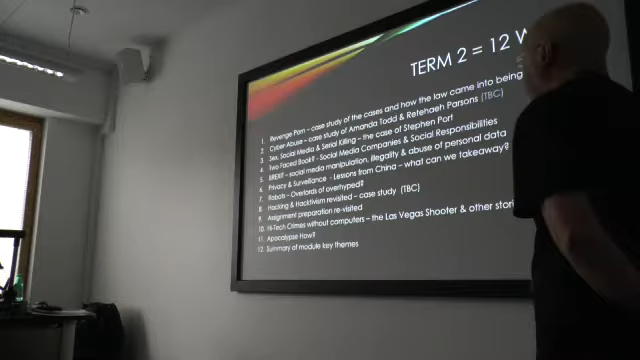 TERM 2 = 12 W
1. Revenge Porn – case study of the cases and how the law came into being
2. Cyber Abuse – case study of Amanda Todd & Retehaeh Parsons (TBC)
3. Sex, Social Media & Serial Killing – the case of Stephen Port
4. Two Faced Book? - Social Media Companies & Social Responsibilities
5. BREXIT – social media manipulation, illegality & abuse of personal data
6. Privacy & Surveillance - Lessons from China – what can we takeaway?
7. Robots – Overlords of overhyped?
8. Hacking & Hacktivism revisited – case study (TBC)
9. Assignment preparation re-visited
10. Hi-Tech Crimes without computers – the Las Vegas Shooter & other stori
11. Apocalypse How?
12. Summary of module key themes